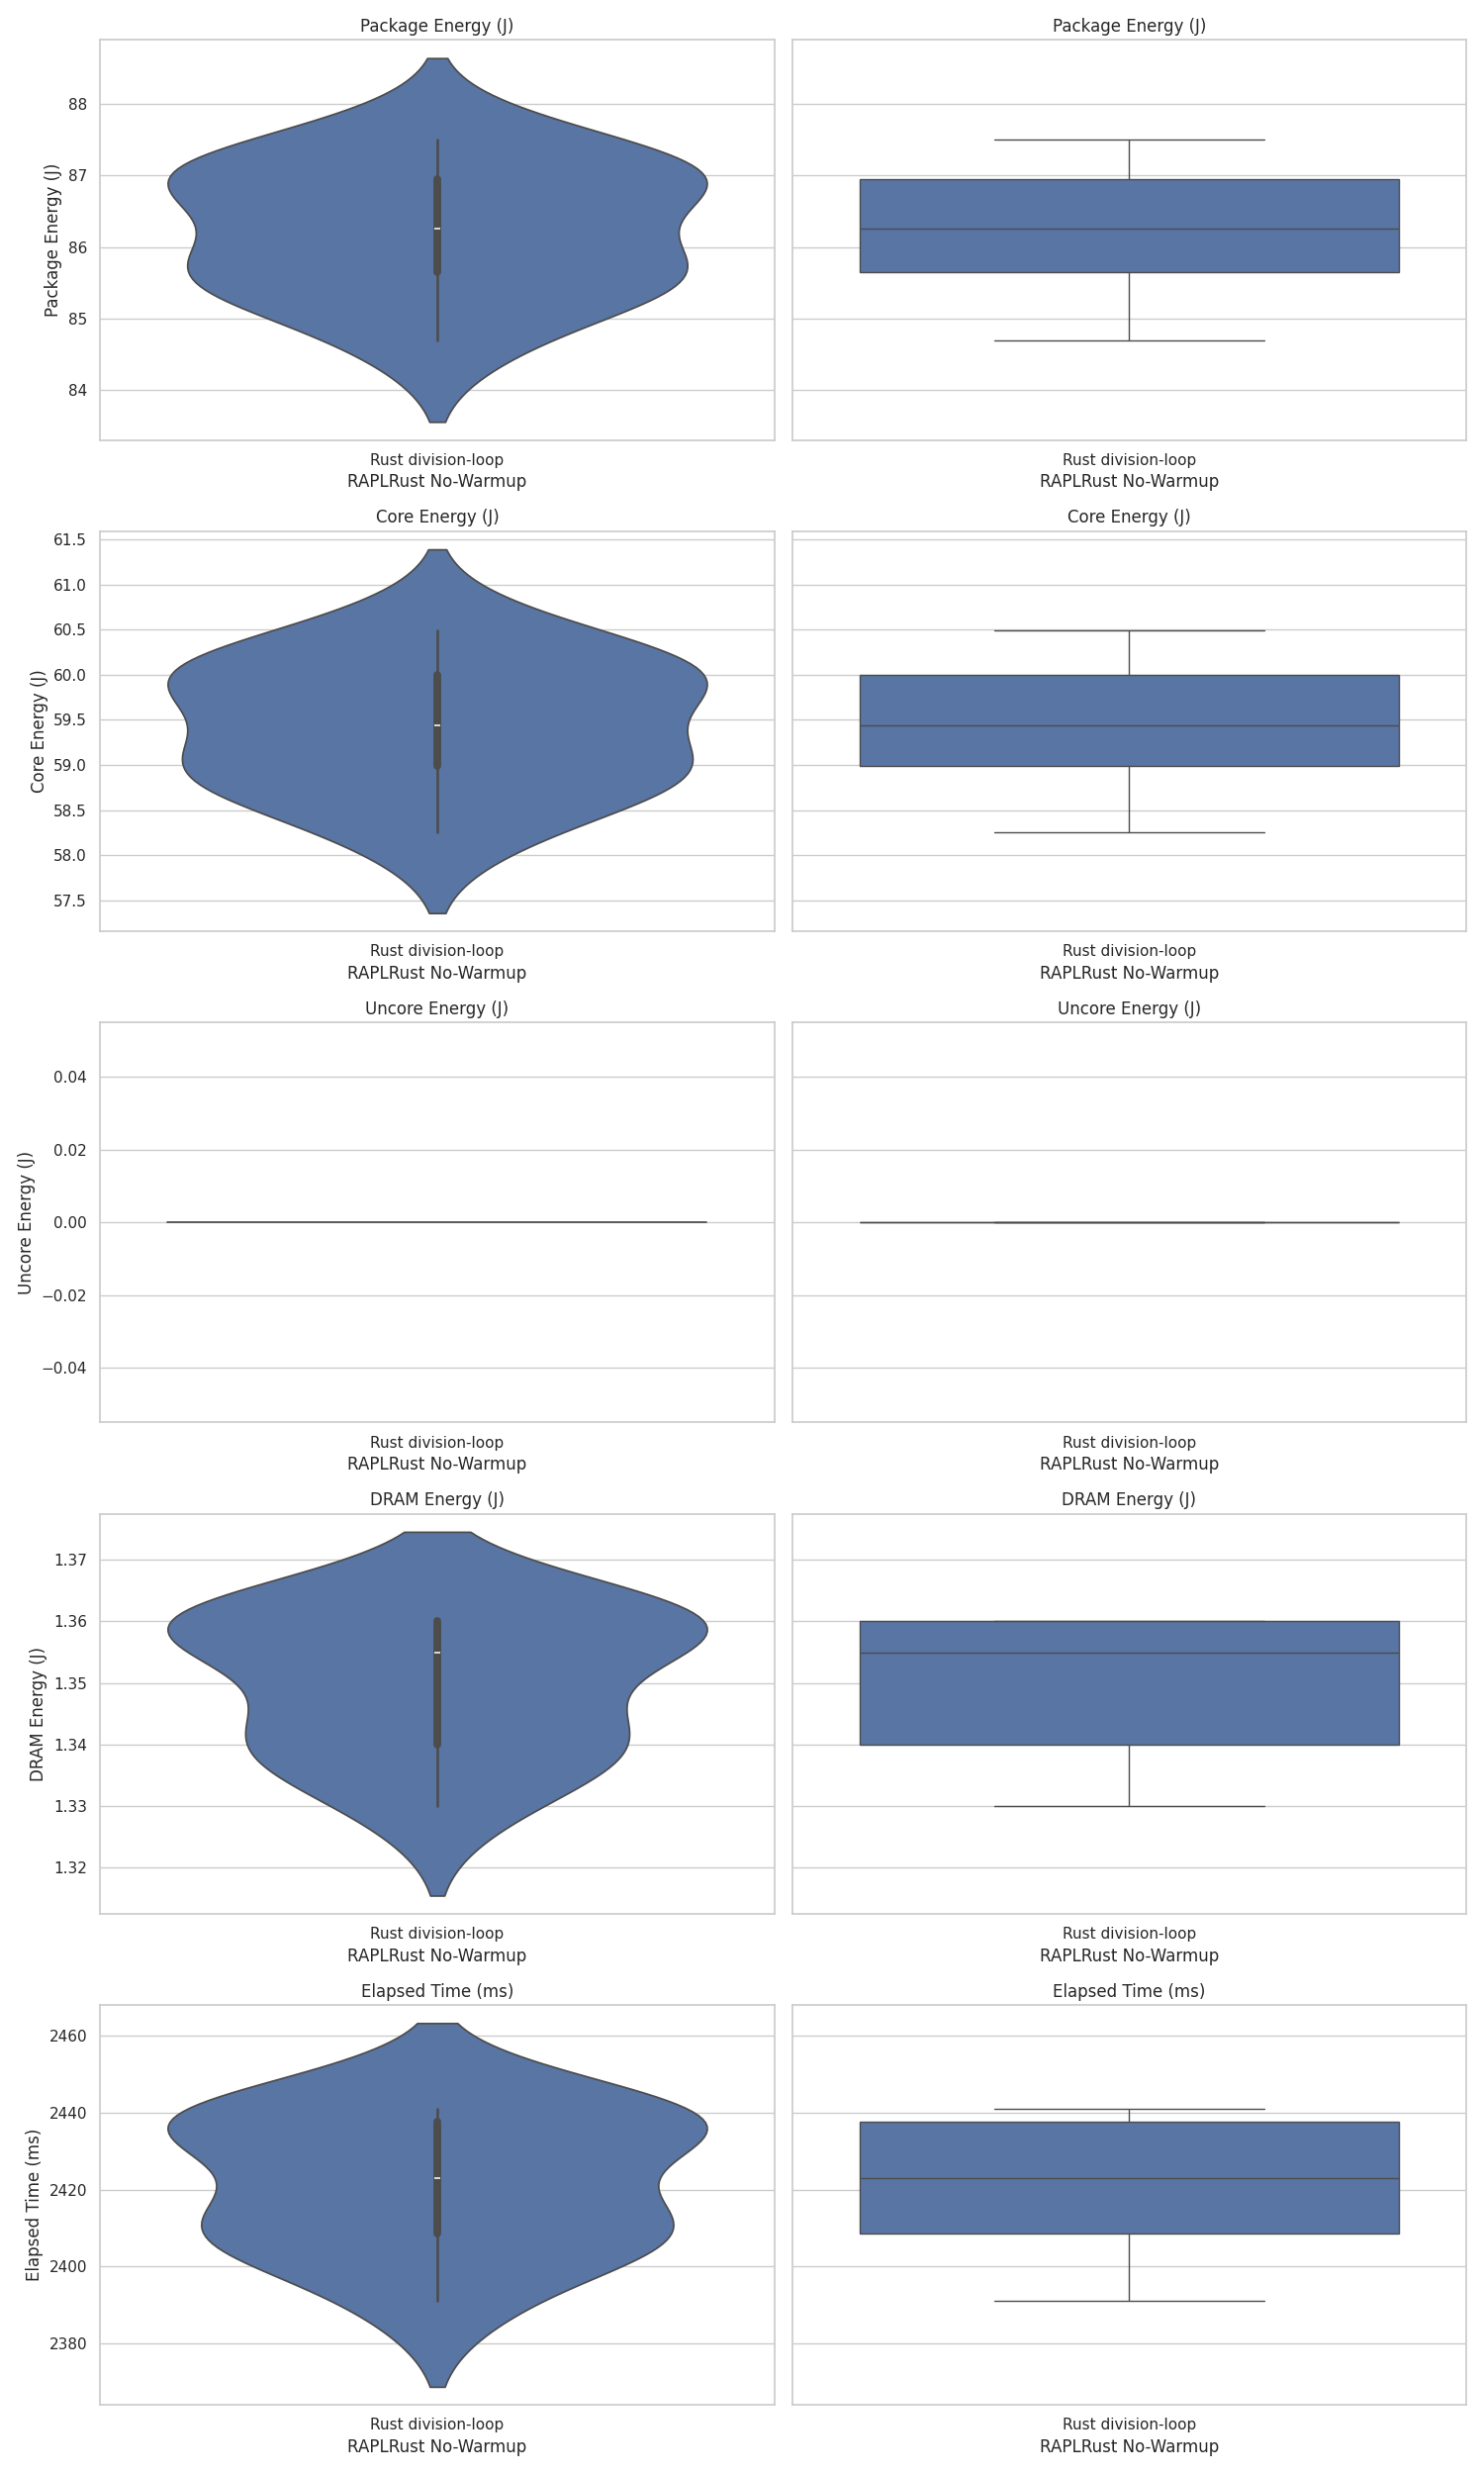 Package Energy (J)
Package Energy (J)
Package Energy (J)
88
87
86
85
84
Rust division-loop
RAPLRust No-Warmup
Rust division-loop
RAPLRust No-Warmup
Core Energy (J)
Core Energy (J)
Core Energy (J)
61.5
61.0
60.5
60.0
59.5
59.0
58.5
58.0
57.5
Rust division-loop
RAPLRust No-Warmup
Rust division-loop
RAPLRust No-Warmup
Uncore Energy (J)
Uncore Energy (J)
Uncore Energy (J)
0.04
0.02
0.00
−0.02
−0.04
Rust division-loop
RAPLRust No-Warmup
Rust division-loop
RAPLRust No-Warmup
DRAM Energy (J)
DRAM Energy (J)
DRAM Energy (J)
1.37
1.36
1.35
1.34
1.33
1.32
Rust division-loop
RAPLRust No-Warmup
Rust division-loop
RAPLRust No-Warmup
Elapsed Time (ms)
Elapsed Time (ms)
Elapsed Time (ms)
2460
2440
2420
2400
2380
Rust division-loop
RAPLRust No-Warmup
Rust division-loop
RAPLRust No-Warmup